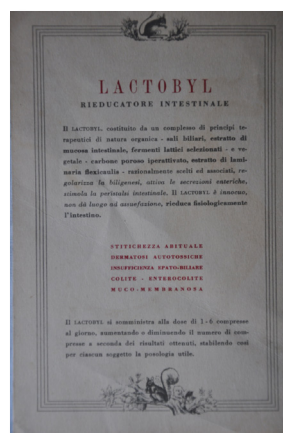 LACTOBYL
RIEDUCATORE INTESTINALE
Il LACTOBYL, costituito da un complesso di principi te-
rapeutici di natura organica - sali biliari, estratto di
mucosa intestinale, fermenti lattici selezionati - e ve-
getale - carbone poroso iperattivato, estratto di lami-
naria flexicaulis - razionalmente scelti ed associati, re-
golarizza la biligenesi, attiva le secrezioni enteriche,
stimola la peristalsi intestinale. Il LACTOBYL è innocuo,
non dà luogo ad assuefazione, rieduca fisiologicamente
l'intestino.
STITICHEZZA ABITUALE
DERMATOSI AUTOTOSSICHE
INSUFICIENZA EPATO-BILIARE
COLITE - ENTEROCOLITE
MUCO-MEMBRANOSA
Il LACTOBYL si somministra alla dose di 1-6 compresse
al giorno, aumentando e diminuendo il numero di com-
presse a seconda dei risultati ottenuti, stabilendo così
per ciascun soggetto la posologia utile.